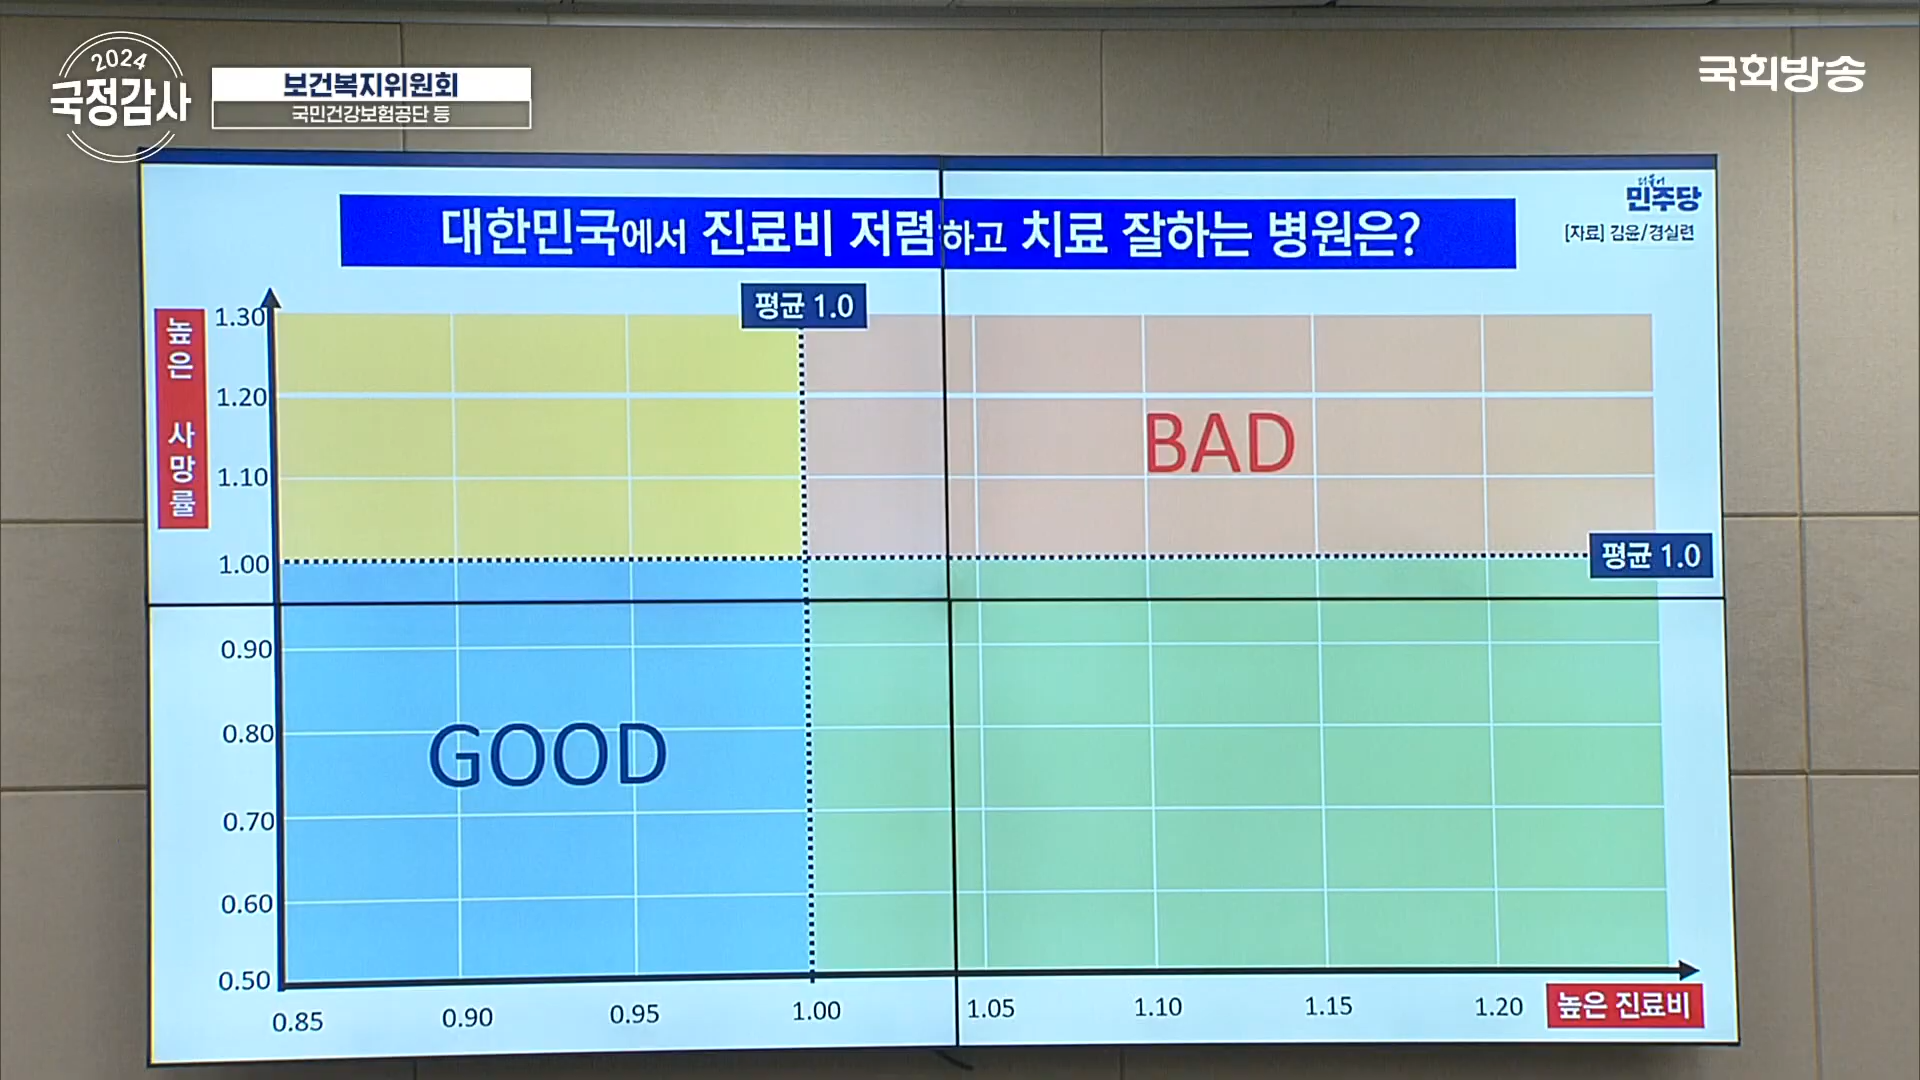 2024
국정감사
보건복지위원회
국민건강보험공단 등
국회방송
더불어
민주당
대한민국에서 진료비 저렴하고 치료 잘하는 병원은?
[자료] 김윤/경실련
평균 1.0
높은 사망률
1.30
1.20
BAD
1.10
평균 1.0
1.00
0.90
0.80
GOOD
0.70
0.60
0.50
0.85 0.90 0.95 1.00 1.05 1.10 1.15 1.20
높은 진료비